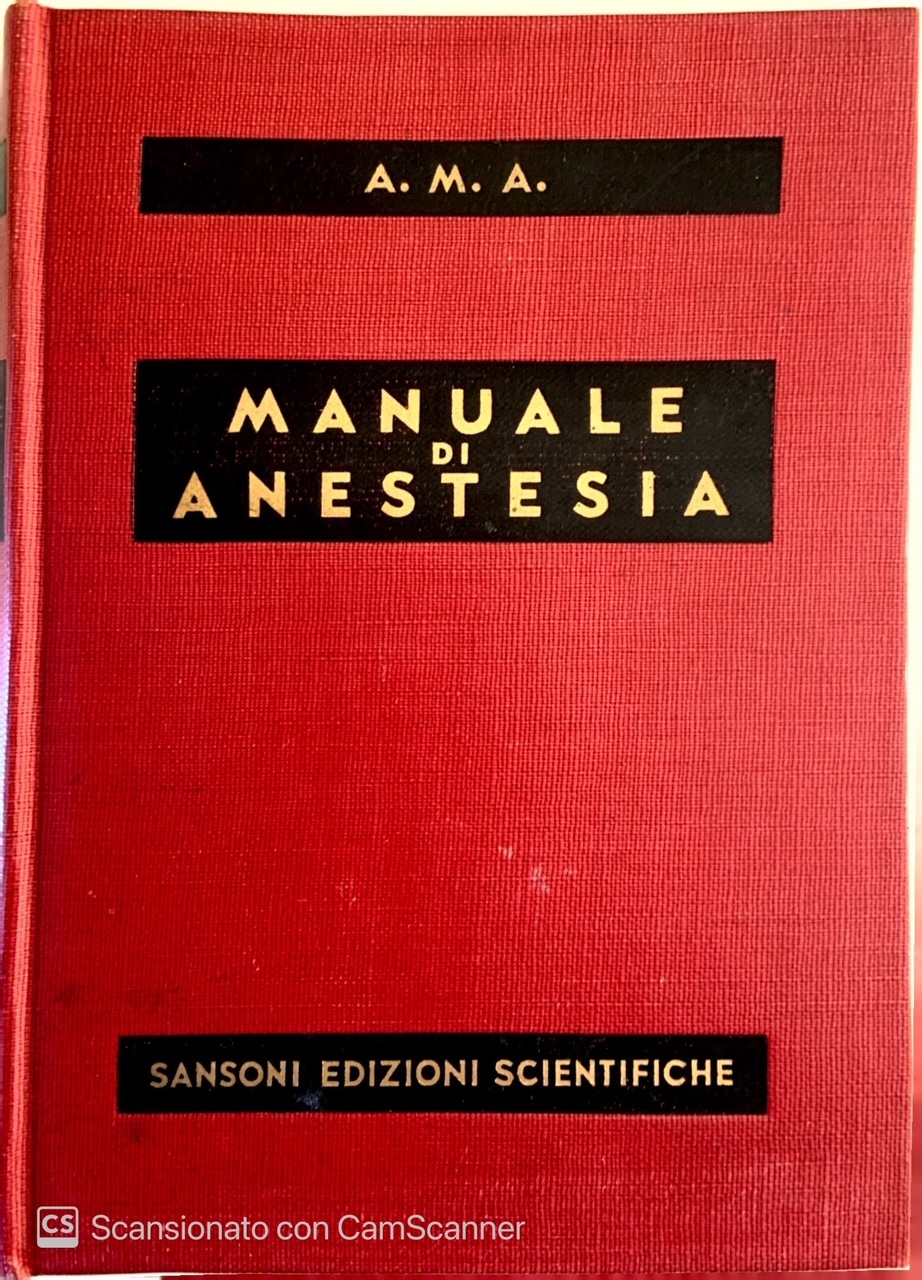 A. M. A.
MANUALE
DI
ANESTESIA
SANSONI EDIZIONI SCIENTIFICHE
CS Scansionato con CamScanner